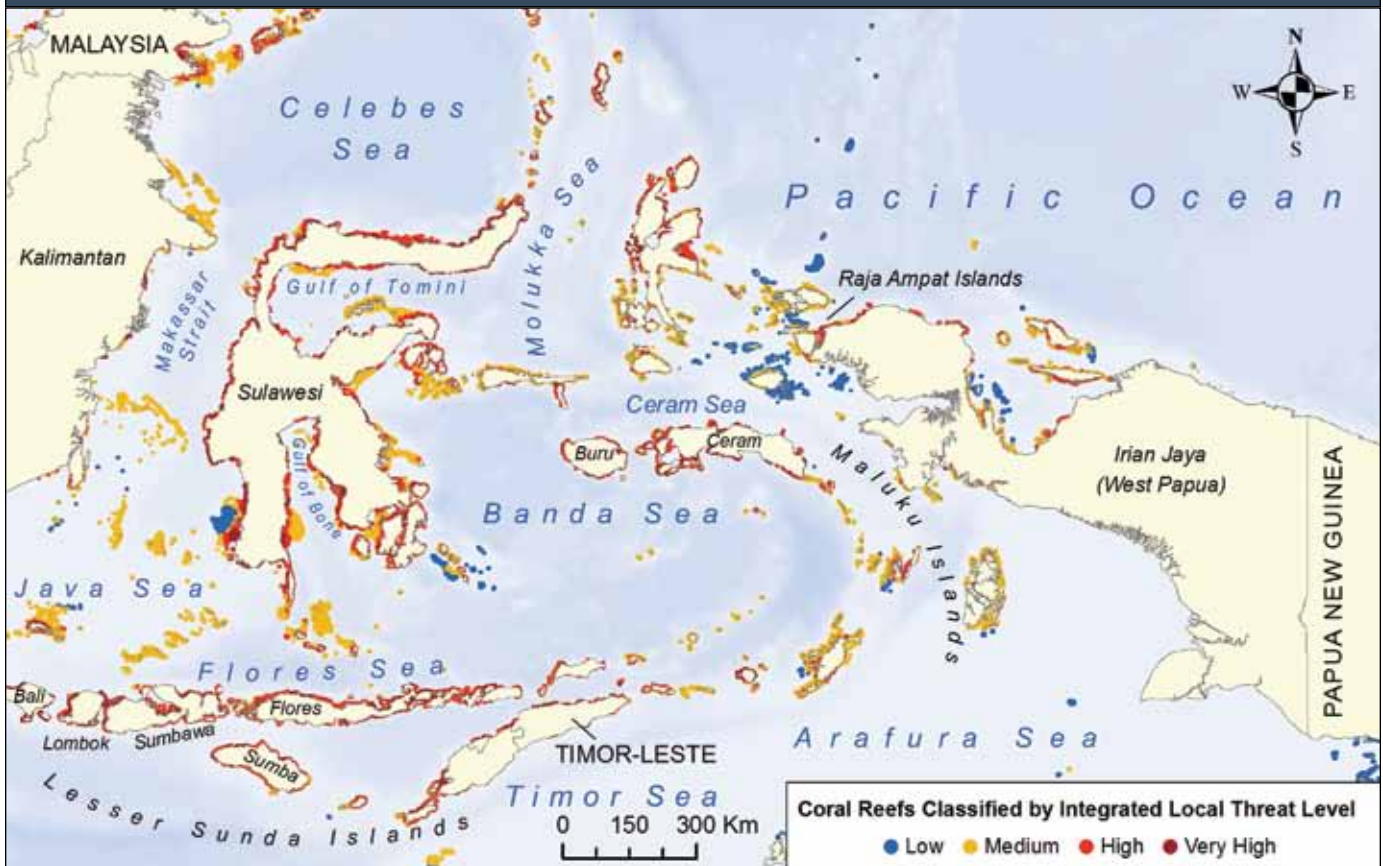 MALAYSIA
N
W
E
S
Celebes
Sea
Molukka Sea
Pacific Ocean
Kalimantan
Makassar
Strait
Gulf of Tomini
Raja Ampat Islands
Sulawesi
Ceram Sea
Gulf of Bone
Buru
Ceram
Maluku Islands
Irian Jaya
(West Papua)
PAPUA NEW GUINEA
Banda Sea
Java Sea
Flores Sea
Bali
Lombok
Sumbawa
Flores
Sumba
TIMOR-LESTE
Arafura Sea
Timor Sea
Lesser Sunda Islands
0 150 300 Km
Coral Reefs Classified by Integrated Local Threat Level
Low Medium High Very High